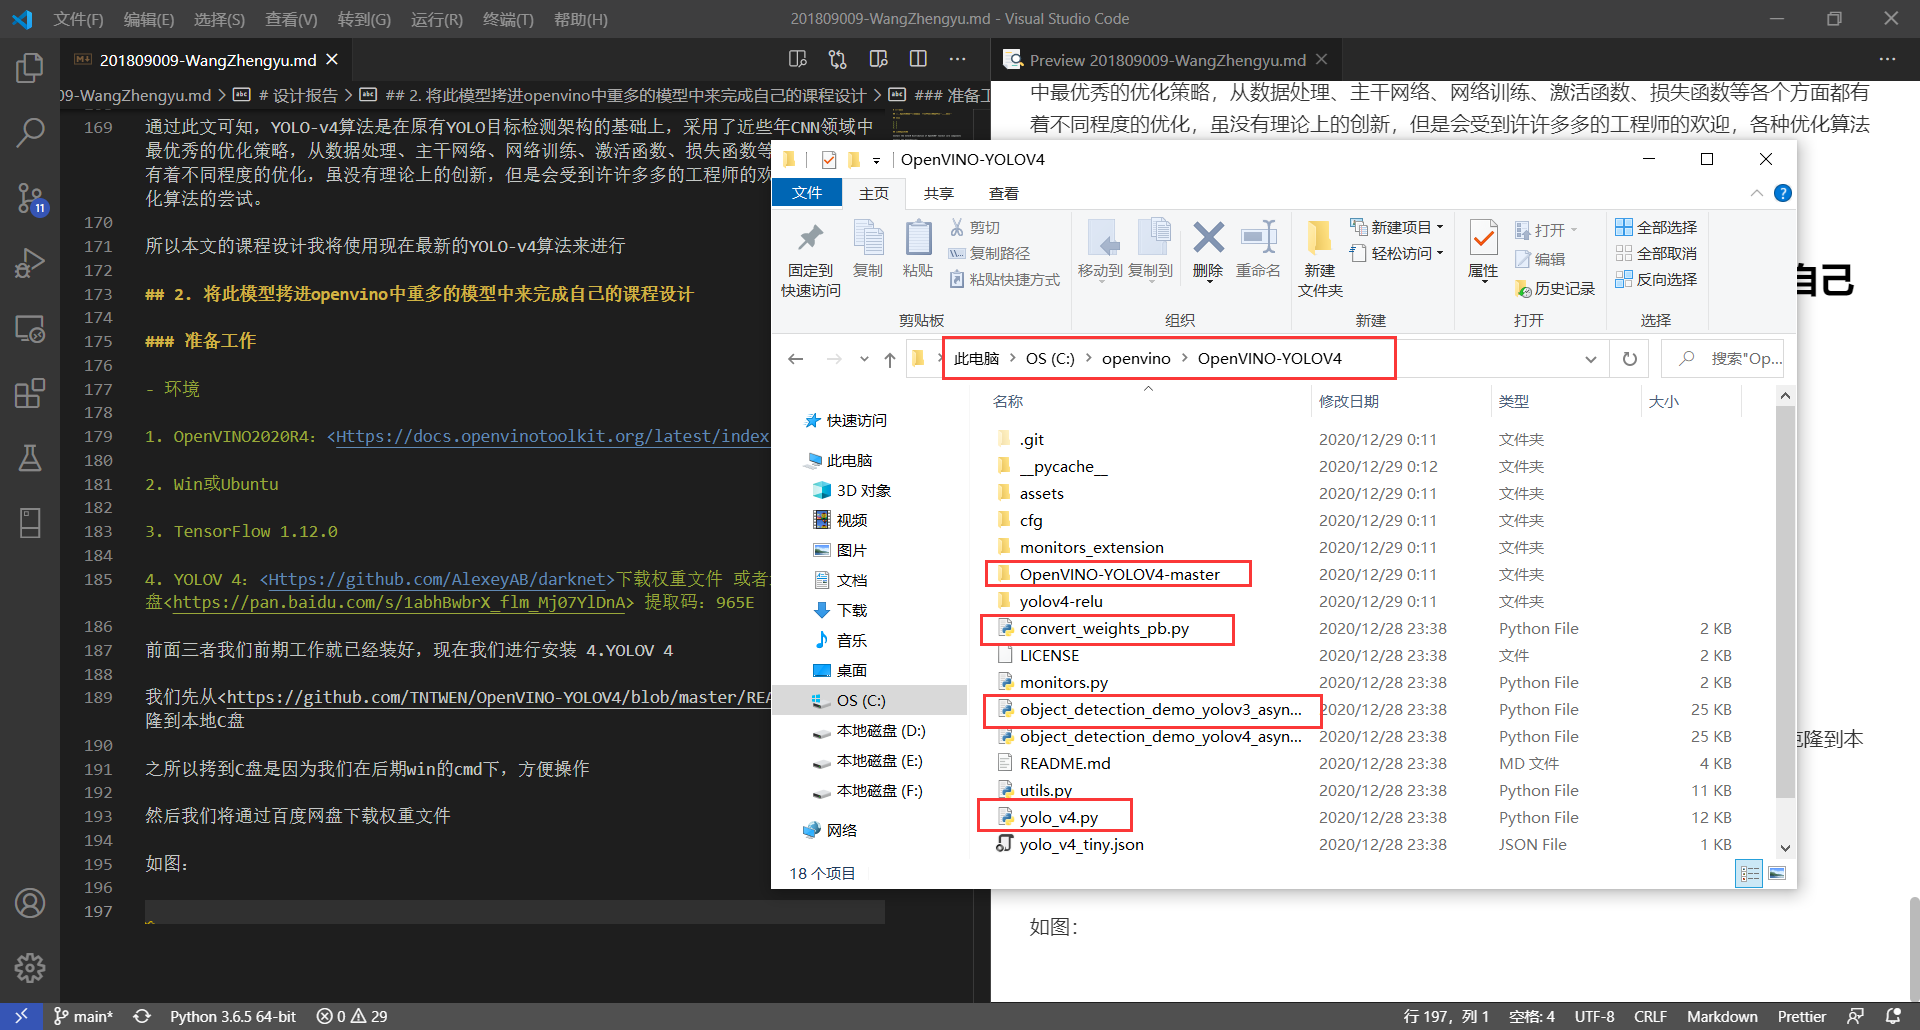 文件(F) 编辑(E) 选择(S) 查看(V) 转到(G) 运行(R) 终端(T) 帮助(H)
201809009-WangZhengyu.md - Visual Studio Code
201809009-WangZhengyu.md
Preview 201809009-WangZhengyu.md
09-WangZhengyu.md > # 设计报告 > ## 2. 将此模型拷进openvino中重多的模型中来完成自己的课程设计 > ### 准备工
169 通过此文可知，YOLO-v4算法是在原有YOLO目标检测架构的基础上，采用了近些年CNN领域中
最优秀的优化策略，从数据处理、主干网络、网络训练、激活函数、损失函数等
有着不同程度的优化，虽没有理论上的创新，但是会受到许许多多的工程师的欢
化算法的尝试。
170
171 所以本文的课程设计我将使用现在最新的YOLO-v4算法来进行
172
173 ## 2. 将此模型拷进openvino中重多的模型中来完成自己的课程设计
174
175 ### 准备工作
176
177 - 环境
178
179 1. OpenVINO2020R4：<Https://docs.openvinotoolkit.org/latest/index
180
181 2. Win或Ubuntu
182
183 3. TensorFlow 1.12.0
184
185 4. YOLOV 4：<Https://github.com/AlexeyAB/darknet>下载权重文件 或者
盘<https://pan.baidu.com/s/1abhBwbrX_flm_Mj07YlDnA> 提取码：965E
186
187 前面三者我们前期工作就已经装好，现在我们进行安装 4.YOLOV 4
188
189 我们先从<https://github.com/TNTWEN/OpenVINO-YOLOV4/blob/master/REA
隆到本地C盘
190
191 之所以拷到C盘是因为我们在后期win的cmd下，方便操作
192
193 然后我们将通过百度网盘下载权重文件
194
195 如图：
196
197
中最优秀的优化策略，从数据处理、主干网络、网络训练、激活函数、损失函数等各个方面都有
着不同程度的优化，虽没有理论上的创新，但是会受到许许多多的工程师的欢迎，各种优化算法
自己
克隆到本
如图：
OpenVINO-YOLOV4
文件 主页 共享 查看
固定到
快速访问
复制
粘贴
剪切
复制路径
粘贴快捷方式
剪贴板
移动到 复制到 删除 重命名
组织
新建
文件夹
新建项目
轻松访问
新建
属性
打开
编辑
历史记录
打开
全部选择
全部取消
反向选择
选择
此电脑 > OS (C:) > openvino > OpenVINO-YOLOV4
搜索"Op...
快速访问
此电脑
3D 对象
视频
图片
文档
下载
音乐
桌面
OS (C:)
本地磁盘 (D:)
本地磁盘 (E:)
本地磁盘 (F:)
网络
名称 修改日期 类型 大小
.git 2020/12/29 0:11 文件夹
__pycache__ 2020/12/29 0:12 文件夹
assets 2020/12/29 0:11 文件夹
cfg 2020/12/29 0:11 文件夹
monitors_extension 2020/12/29 0:11 文件夹
OpenVINO-YOLOV4-master 2020/12/29 0:11 文件夹
yolov4-relu 2020/12/29 0:11 文件夹
convert_weights_pb.py 2020/12/28 23:38 Python File 2 KB
LICENSE 2020/12/28 23:38 文件 2 KB
monitors.py 2020/12/28 23:38 Python File 2 KB
object_detection_demo_yolov3_asyn... 2020/12/28 23:38 Python File 25 KB
object_detection_demo_yolov4_asyn... 2020/12/28 23:38 Python File 25 KB
README.md 2020/12/28 23:38 MD 文件 4 KB
utils.py 2020/12/28 23:38 Python File 11 KB
yolo_v4.py 2020/12/28 23:38 Python File 12 KB
yolo_v4_tiny.json 2020/12/28 23:38 JSON File 1 KB
18 个项目
11
main* Python 3.6.5 64-bit 0 29
行 197，列 1 空格: 4 UTF-8 CRLF Markdown Prettier